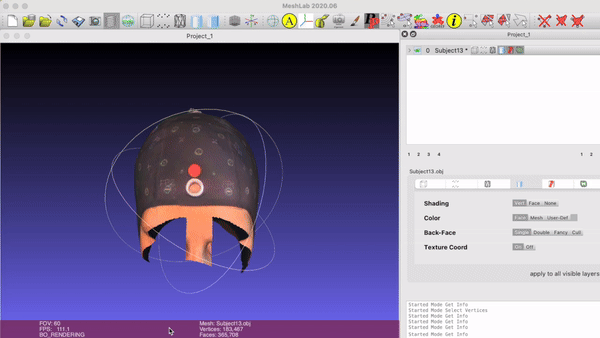 MeshLab 2020.06
Project_1
Project_1
0 Subject13 *
1 2 3 4
1 2
Subject13.obj
Shading Vert Face None
Color Face Mesh User-Def
Back-Face Single Double Fancy Cull
Texture Coord On Off
apply to all visible layers
Started Mode Get Info
Started Mode Select Vertices
Started Mode Get Info
Started Mode Get Info
Started Mode Get Info
Started Mode Get Info
FOV: 60
FPS: 111.1
BO_RENDERING
Mesh: Subject13.obj
Vertices: 183,467
Faces: 365,708